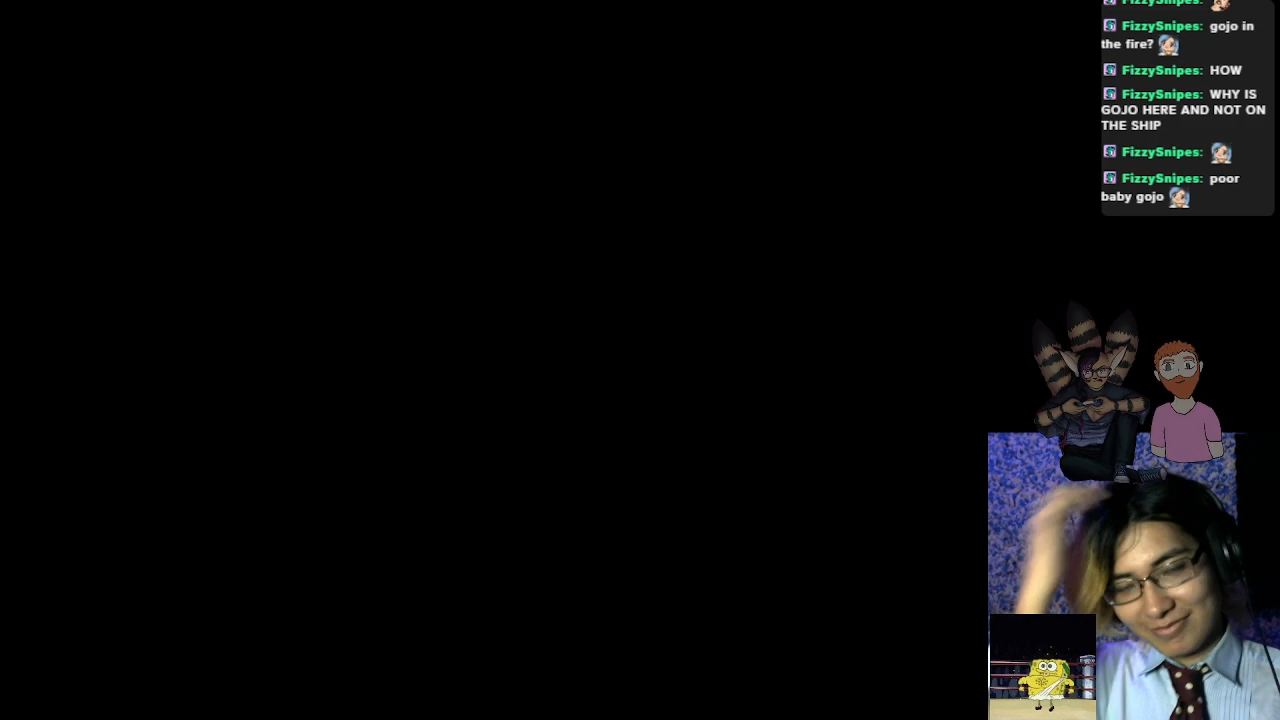 FizzySnipes:
FizzySnipes: gojo in
the fire?
FizzySnipes: HOW
FizzySnipes: WHY IS
GOJO HERE AND NOT ON
THE SHIP
FizzySnipes:
FizzySnipes: poor
baby gojo